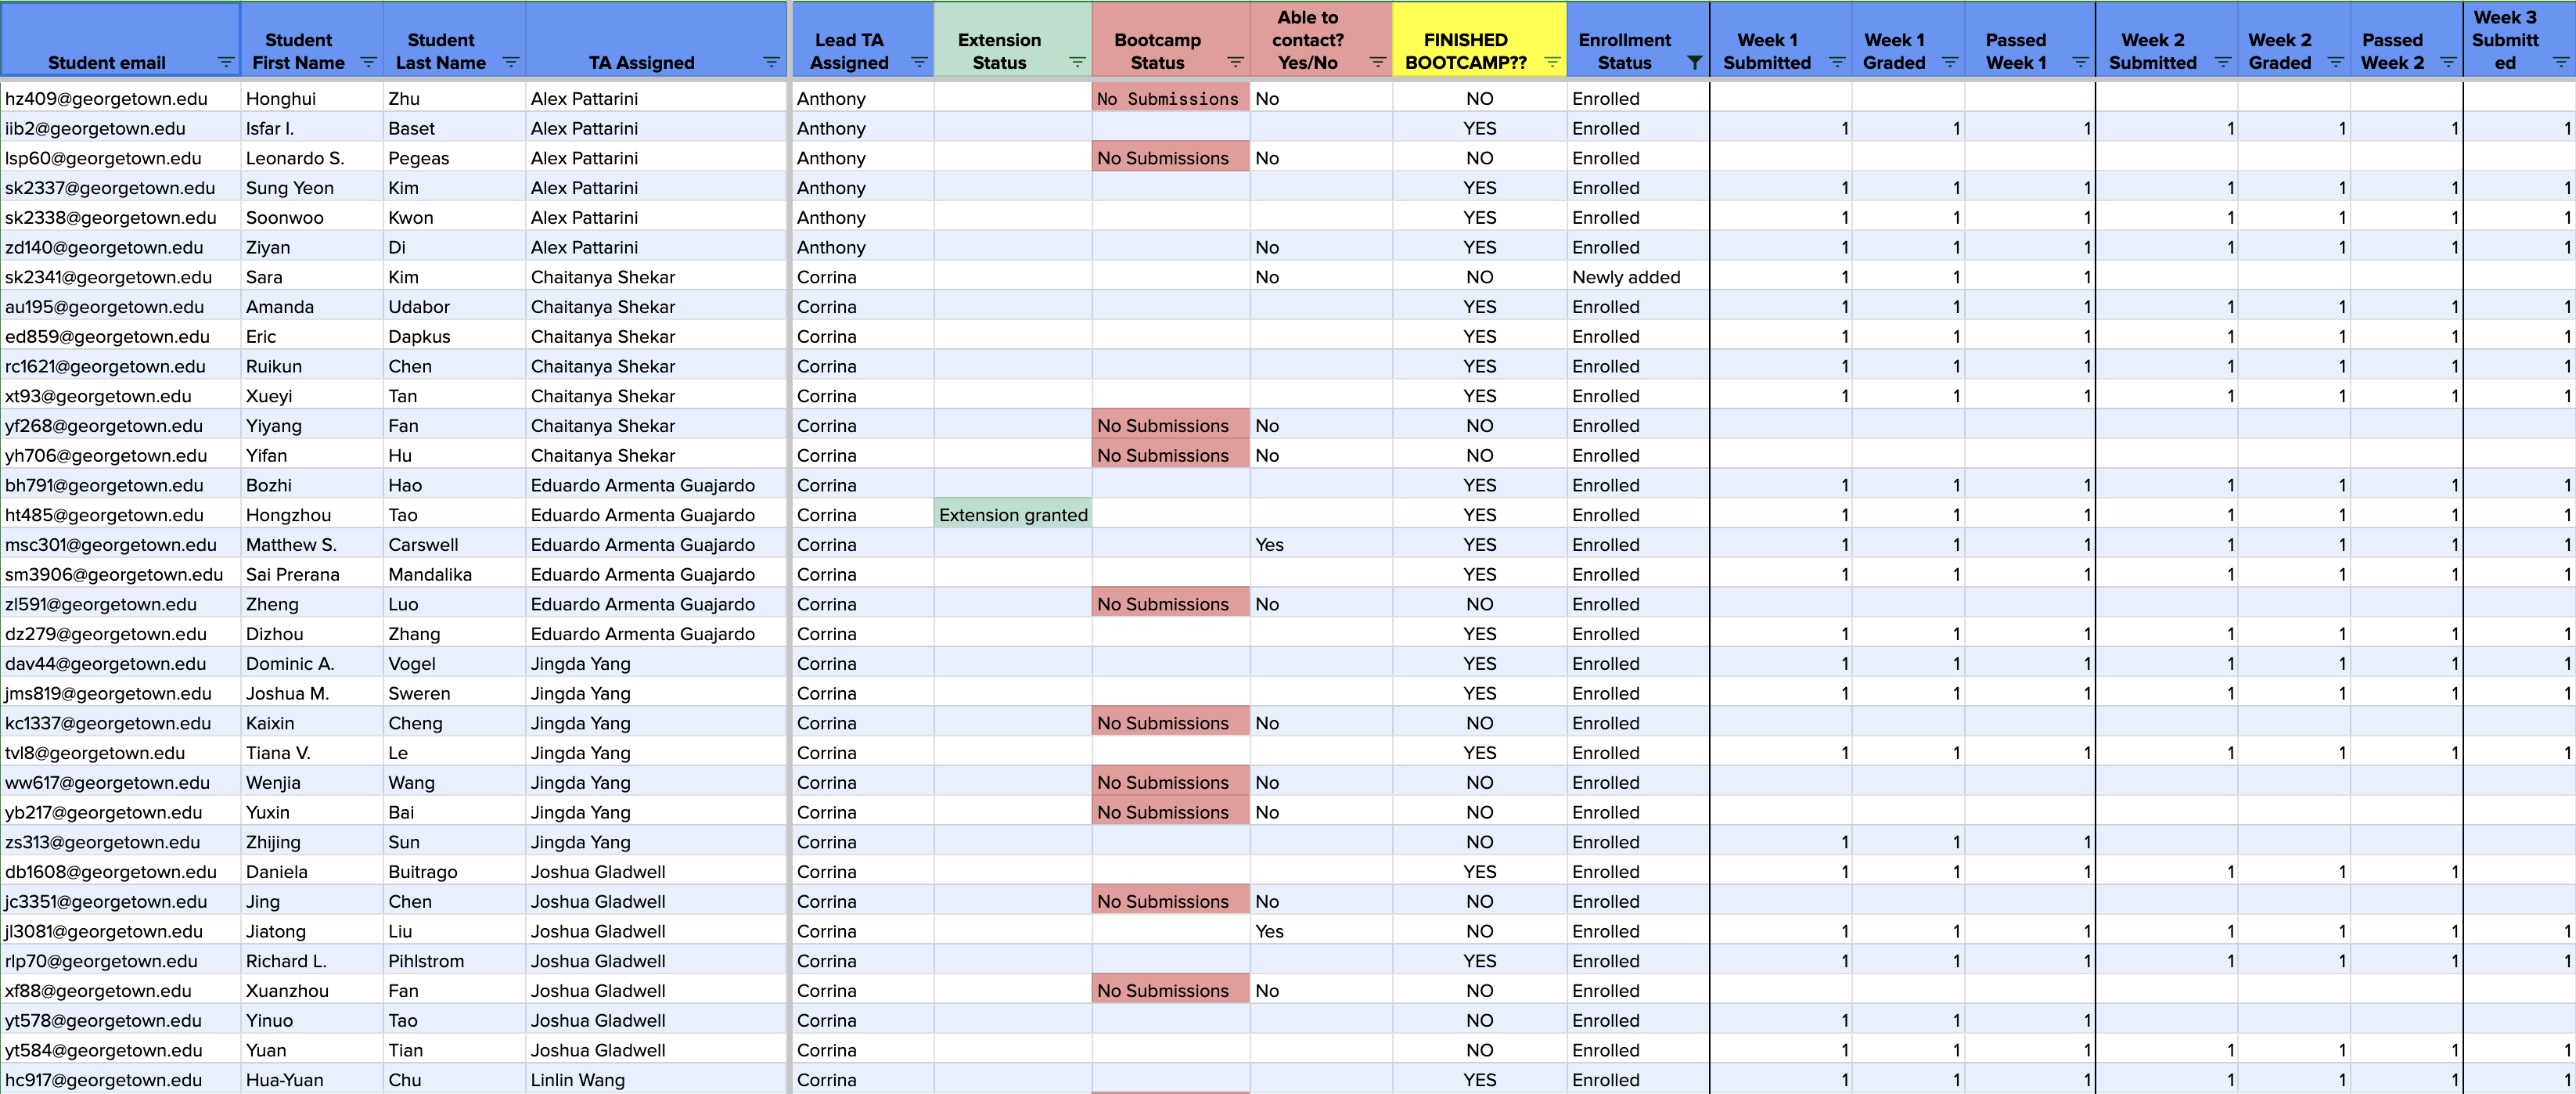 Student email Student First Name Student Last Name TA Assigned Lead TA Assigned Extension Status Bootcamp Status Able to contact? Yes/No FINISHED BOOTCAMP?? Enrollment Status Week 1 Submitted Week 1 Graded Passed Week 1 Week 2 Submitted Week 2 Graded Passed Week 2 Week 3 Submitted
hz409@georgetown.edu Honghui Zhu Alex Pattarini Anthony No Submissions No NO Enrolled
iib2@georgetown.edu Isfar I. Baset Alex Pattarini Anthony YES Enrolled 1 1 1 1 1 1 1
lsp60@georgetown.edu Leonardo S. Pegeas Alex Pattarini Anthony No Submissions No NO Enrolled
sk2337@georgetown.edu Sung Yeon Kim Alex Pattarini Anthony YES Enrolled 1 1 1 1 1 1 1
sk2338@georgetown.edu Soonwoo Kwon Alex Pattarini Anthony YES Enrolled 1 1 1 1 1 1 1
zd140@georgetown.edu Ziyan Di Alex Pattarini Anthony No YES Enrolled 1 1 1 1 1 1 1
sk2341@georgetown.edu Sara Kim Chaitanya Shekar Corrina No NO Newly added 1 1 1
au195@georgetown.edu Amanda Udabor Chaitanya Shekar Corrina YES Enrolled 1 1 1 1 1 1 1
ed859@georgetown.edu Eric Dapkus Chaitanya Shekar Corrina YES Enrolled 1 1 1 1 1 1 1
rc1621@georgetown.edu Ruikun Chen Chaitanya Shekar Corrina YES Enrolled 1 1 1 1 1 1 1
xt93@georgetown.edu Xueyi Tan Chaitanya Shekar Corrina YES Enrolled 1 1 1 1 1 1 1
yf268@georgetown.edu Yiyang Fan Chaitanya Shekar Corrina No Submissions No NO Enrolled
yh706@georgetown.edu Yifan Hu Chaitanya Shekar Corrina No Submissions No NO Enrolled
bh791@georgetown.edu Bozhi Hao Eduardo Armenta Guajardo Corrina YES Enrolled 1 1 1 1 1 1 1
ht485@georgetown.edu Hongzhou Tao Eduardo Armenta Guajardo Corrina Extension granted YES Enrolled 1 1 1 1 1 1 1
msc301@georgetown.edu Matthew S. Carswell Eduardo Armenta Guajardo Corrina Yes YES Enrolled 1 1 1 1 1 1 1
sm3906@georgetown.edu Sai Prerana Mandalika Eduardo Armenta Guajardo Corrina YES Enrolled 1 1 1 1 1 1 1
zl591@georgetown.edu Zheng Luo Eduardo Armenta Guajardo Corrina No Submissions No NO Enrolled
dz279@georgetown.edu Dizhou Zhang Eduardo Armenta Guajardo Corrina YES Enrolled 1 1 1 1 1 1 1
dav44@georgetown.edu Dominic A. Vogel Jingda Yang Corrina YES Enrolled 1 1 1 1 1 1 1
jms819@georgetown.edu Joshua M. Sweren Jingda Yang Corrina YES Enrolled 1 1 1 1 1 1 1
kc1337@georgetown.edu Kaixin Cheng Jingda Yang Corrina No Submissions No NO Enrolled
tvl8@georgetown.edu Tiana V. Le Jingda Yang Corrina YES Enrolled 1 1 1 1 1 1 1
ww617@georgetown.edu Wenjia Wang Jingda Yang Corrina No Submissions No NO Enrolled
yb217@georgetown.edu Yuxin Bai Jingda Yang Corrina No Submissions No NO Enrolled
zs313@georgetown.edu Zhijing Sun Jingda Yang Corrina NO Enrolled 1 1 1
db1608@georgetown.edu Daniela Buitrago Joshua Gladwell Corrina YES Enrolled 1 1 1 1 1 1
jc3351@georgetown.edu Jing Chen Joshua Gladwell Corrina No Submissions No NO Enrolled
jl3081@georgetown.edu Jiatong Liu Joshua Gladwell Corrina Yes NO Enrolled 1 1 1 1 1 1 1
rlp70@georgetown.edu Richard L. Pihlstrom Joshua Gladwell Corrina YES Enrolled 1 1 1 1 1 1 1
xf88@georgetown.edu Xuanzhou Fan Joshua Gladwell Corrina No Submissions No NO Enrolled
yt578@georgetown.edu Yinuo Tao Joshua Gladwell Corrina NO Enrolled 1 1 1
yt584@georgetown.edu Yuan Tian Joshua Gladwell Corrina NO Enrolled 1 1 1 1 1 1 1
hc917@georgetown.edu Hua-Yuan Chu Linlin Wang Corrina YES Enrolled 1 1 1 1 1 1 1